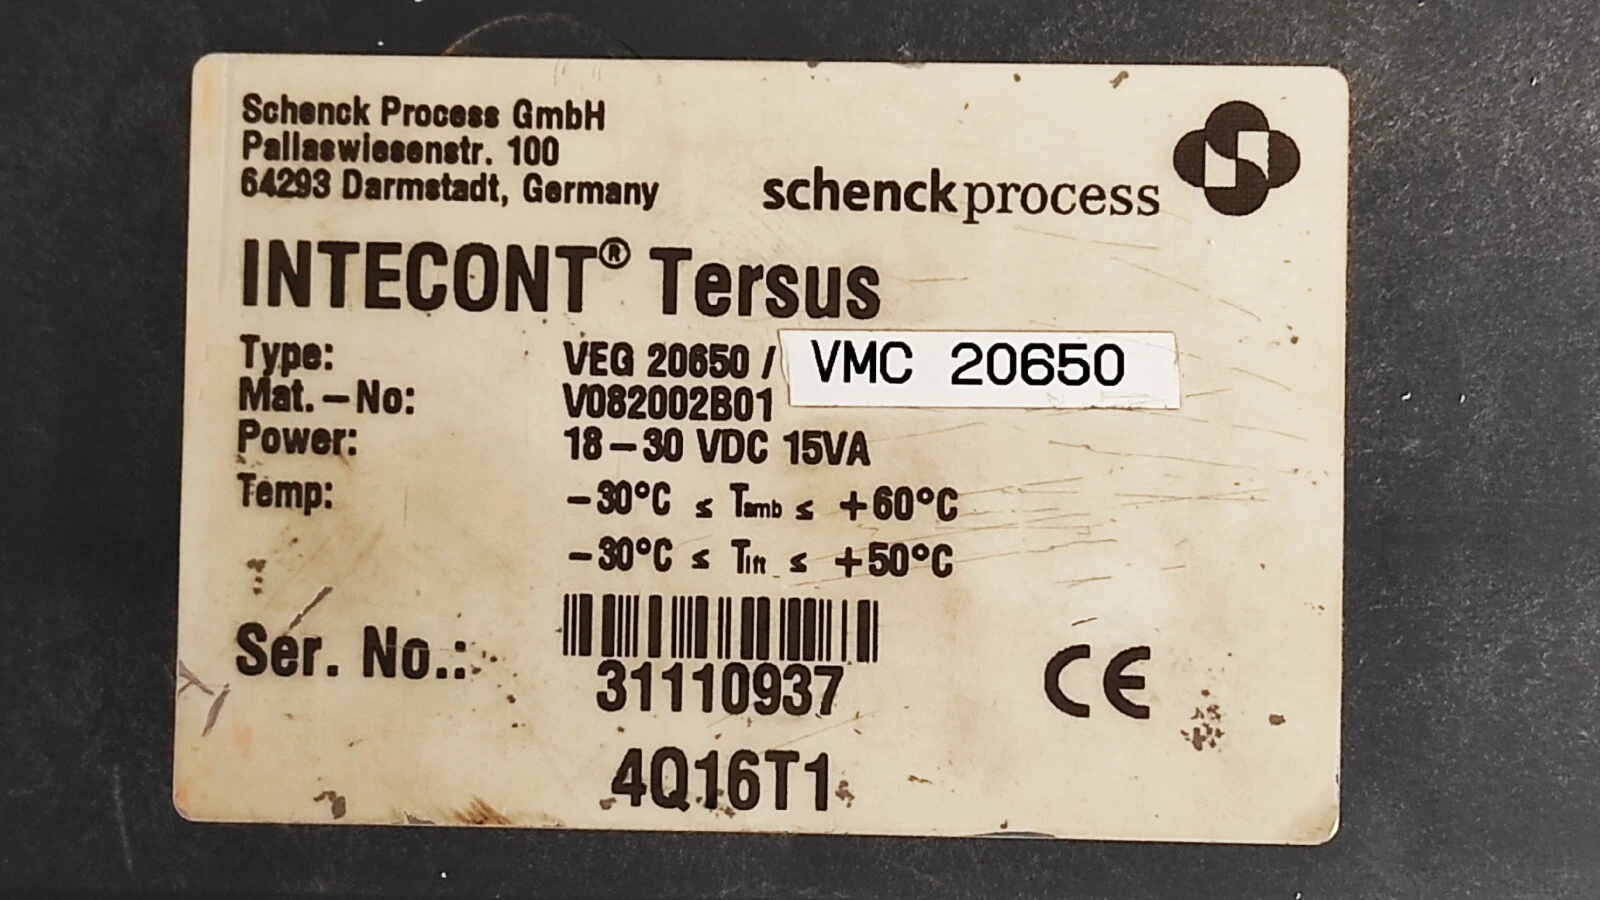 Schenck Process GmbH
Pallaswiesenstr. 100
64293 Darmstadt, Germany
schenckprocess
INTECONT® Tersus
Type: VEG 20650 / VMC 20650
Mat.-No: V082002B01
Power: 18-30 VDC 15VA
Temp: -30°C ≤ Tamb ≤ +60°C
-30°C ≤ Tlft ≤ +50°C
Ser. No.: 31110937
CE
4Q16T1